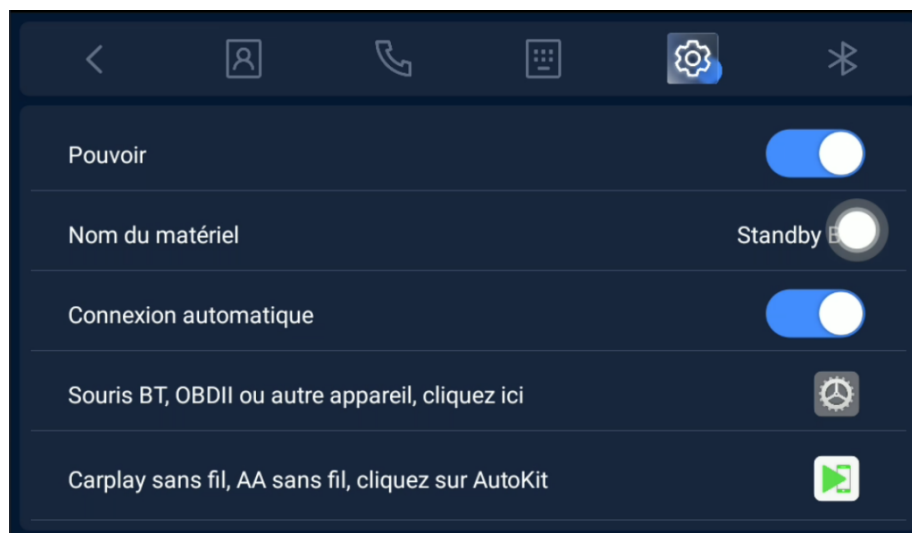 Pouvoir
Nom du matériel
Standby
Connexion automatique
Souris BT, OBDII ou autre appareil, cliquez ici
Carplay sans fil, AA sans fil, cliquez sur AutoKit